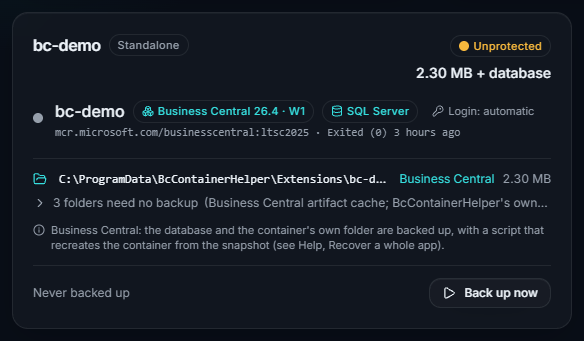 bc-demo Standalone
Unprotected
2.30 MB + database
bc-demo Business Central 26.4 · W1 SQL Server Login: automatic
mcr.microsoft.com/businesscentral:ltsc2025 · Exited (0) 3 hours ago
C:\ProgramData\BcContainerHelper\Extensions\bc-d... Business Central 2.30 MB
3 folders need no backup (Business Central artifact cache; BcContainerHelper's own...
Business Central: the database and the container's own folder are backed up, with a script that
recreates the container from the snapshot (see Help, Recover a whole app).
Never backed up
Back up now